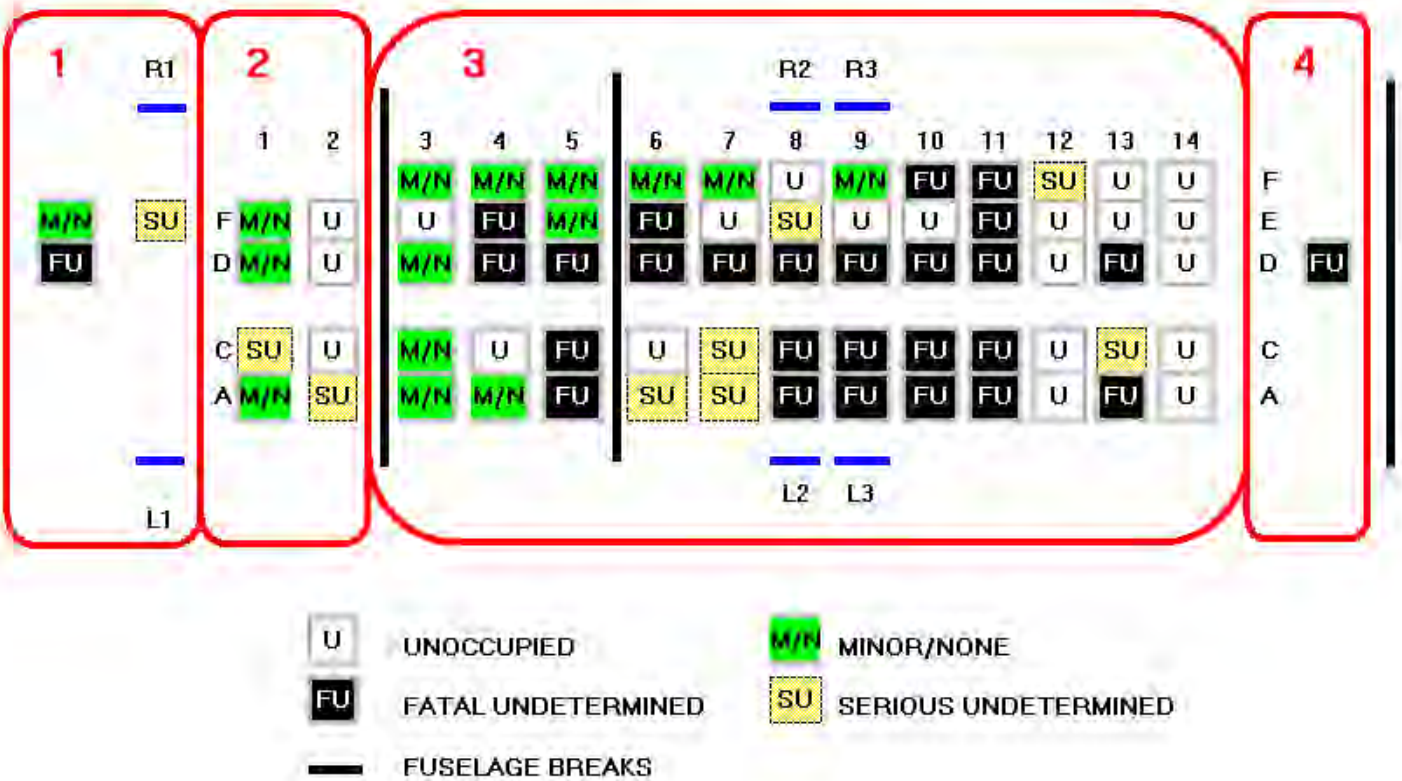 1 R1 2 3 R2 R3 4
1 2 3 4 5 6 7 8 9 10 11 12 13 14
M/N M/N M/N M/N M/N U M/N FU FU SU U U F
M/N SU F M/N U U FU M/N FU U SU U U FU U U U E
FU D M/N U M/N FU FU FU FU FU FU FU FU U FU U D FU
C SU U M/N U FU U SU FU FU FU FU U SU U C
A M/N SU M/N M/N FU SU SU FU FU FU FU U FU U A
L1 L2 L3
U UNOCCUPIED M/N MINOR/NONE
FU FATAL UNDETERMINED SU SERIOUS UNDETERMINED
FUSELAGE BREAKS